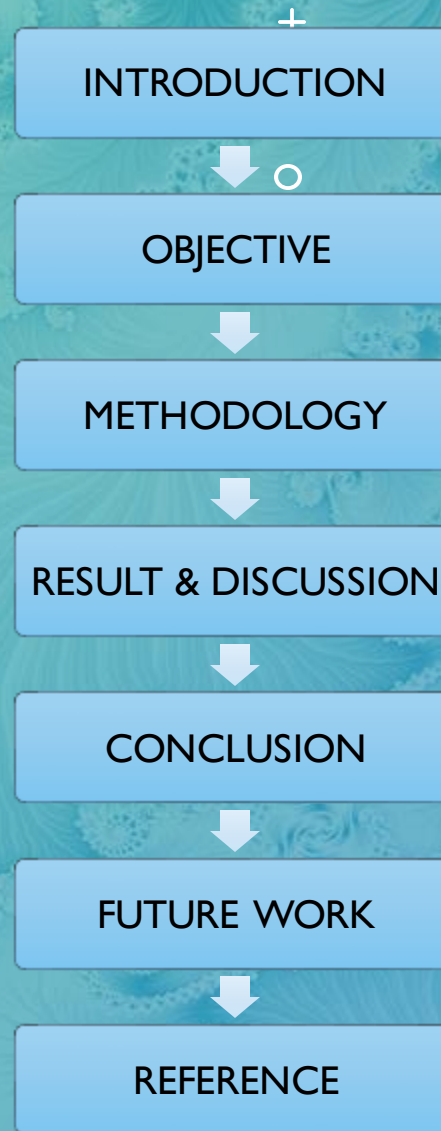 INTRODUCTION
OBJECTIVE
METHODOLOGY
RESULT & DISCUSSION
CONCLUSION
FUTURE WORK
REFERENCE